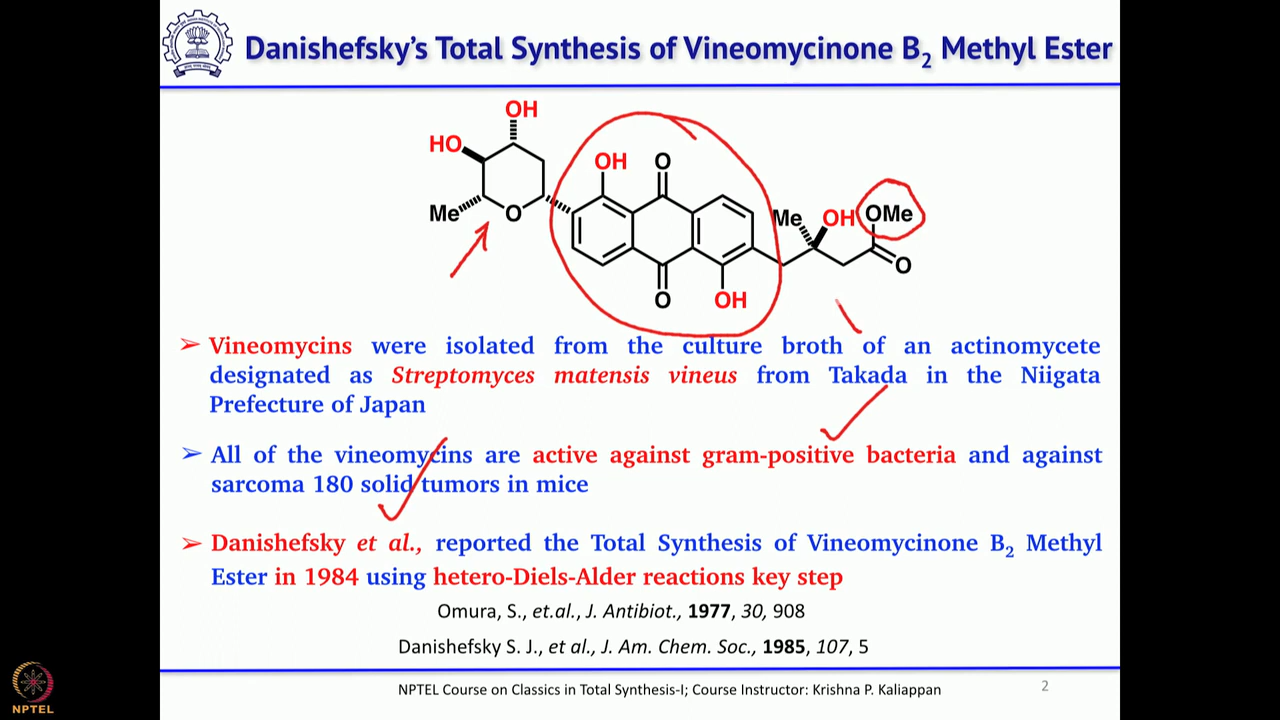 Danishefsky's Total Synthesis of Vineomycinone B2 Methyl Ester
OH
HO
OH
O
Me
O
Me
OH
OMe
O
O
OH
➢ Vineomycins were isolated from the culture broth of an actinomycete
designated as Streptomyces matensis vineus from Takada in the Niigata
Prefecture of Japan
➢ All of the vineomycins are active against gram-positive bacteria and against
sarcoma 180 solid tumors in mice
➢ Danishefsky et al., reported the Total Synthesis of Vineomycinone B2 Methyl
Ester in 1984 using hetero-Diels-Alder reactions key step
Omura, S., et.al., J. Antibiot., 1977, 30, 908
Danishefsky S. J., et al., J. Am. Chem. Soc., 1985, 107, 5
NPTEL Course on Classics in Total Synthesis-I; Course Instructor: Krishna P. Kaliappan
2
NPTEL